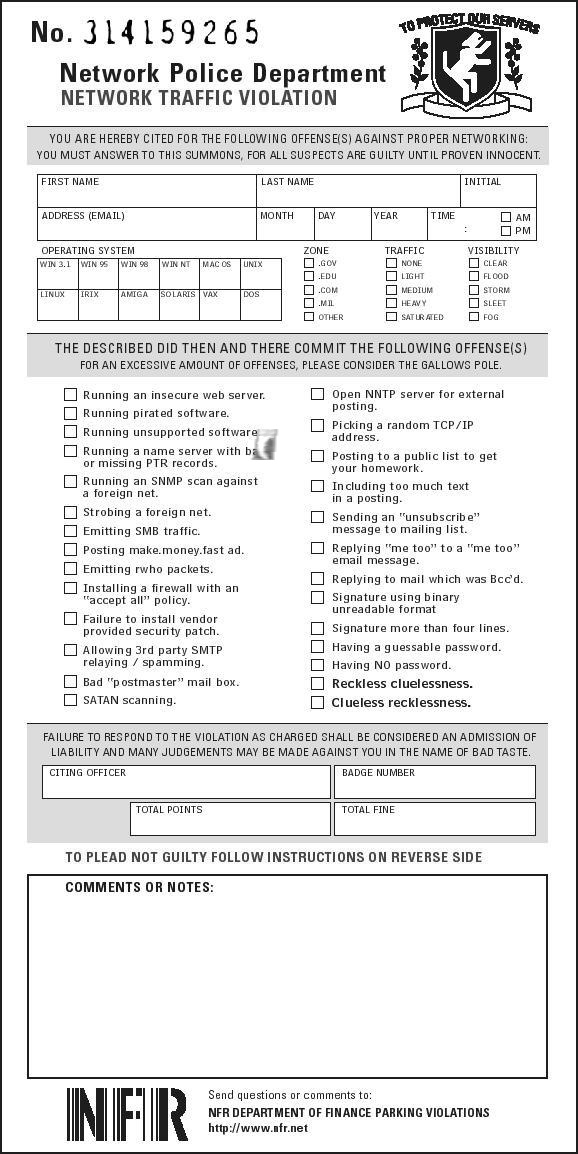 No. 314159265
TO PROTECT OUR SERVERS
Network Police Department
NETWORK TRAFFIC VIOLATION
YOU ARE HEREBY CITED FOR THE FOLLOWING OFFENSE(S) AGAINST PROPER NETWORKING:
YOU MUST ANSWER TO THIS SUMMONS, FOR ALL SUSPECTS ARE GUILTY UNTIL PROVEN INNOCENT.
FIRST NAME LAST NAME INITIAL
ADDRESS (EMAIL) MONTH DAY YEAR TIME : AM
PM
OPERATING SYSTEM ZONE TRAFFIC VISIBILITY
WIN 3.1 WIN 95 WIN 98 WIN NT MAC OS UNIX .GOV NONE CLEAR
.EDU LIGHT FLOOD
LINUX IRIX AMIGA SOLARIS VAX DOS .COM MEDIUM STORM
.MIL HEAVY SLEET
OTHER SATURATED FOG
THE DESCRIBED DID THEN AND THERE COMMIT THE FOLLOWING OFFENSE(S)
FOR AN EXCESSIVE AMOUNT OF OFFENSES, PLEASE CONSIDER THE GALLOWS POLE.
Running an insecure web server.
Running pirated software.
Running unsupported software
Running a name server with
or missing PTR records.
Running an SNMP scan against
a foreign net.
Strobing a foreign net.
Emitting SMB traffic.
Posting make.money.fast ad.
Emitting rwho packets.
Installing a firewall with an
"accept all" policy.
Failure to install vendor
provided security patch.
Allowing 3rd party SMTP
relaying / spamming.
Bad "postmaster" mail box.
SATAN scanning.
Open NNTP server for external
posting.
Picking a random TCP/IP
address.
Posting to a public list to get
your homework.
Including too much text
in a posting.
Sending an "unsubscribe"
message to mailing list.
Replying "me too" to a "me too"
email message.
Replying to mail which was Bcc'd.
Signature using binary
unreadable format
Signature more than four lines.
Having a guessable password.
Having NO password.
Reckless cluelessness.
Clueless recklessness.
FAILURE TO RESPOND TO THE VIOLATION AS CHARGED SHALL BE CONSIDERED AN ADMISSION OF
LIABILITY AND MANY JUDGEMENTS MAY BE MADE AGAINST YOU IN THE NAME OF BAD TASTE.
CITING OFFICER BADGE NUMBER
TOTAL POINTS TOTAL FINE
TO PLEAD NOT GUILTY FOLLOW INSTRUCTIONS ON REVERSE SIDE
COMMENTS OR NOTES:
NFR
Send questions or comments to:
NFR DEPARTMENT OF FINANCE PARKING VIOLATIONS
http://www.nfr.net